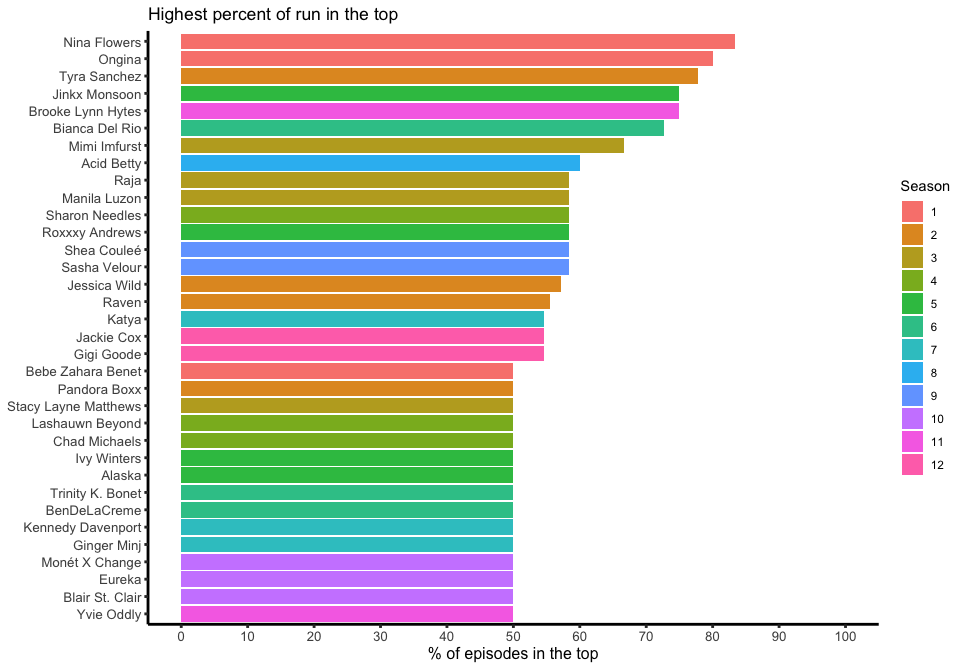 Highest percent of run in the top
Nina Flowers
Ongina
Tyra Sanchez
Jinkx Monsoon
Brooke Lynn Hytes
Bianca Del Rio
Mimi Imfurst
Acid Betty
Raja
Manila Luzon
Sharon Needles
Roxxxy Andrews
Shea Couleé
Sasha Velour
Jessica Wild
Raven
Katya
Jackie Cox
Gigi Goode
Bebe Zahara Benet
Pandora Boxx
Stacy Layne Matthews
Lashauwn Beyond
Chad Michaels
Ivy Winters
Alaska
Trinity K. Bonet
BenDeLaCreme
Kennedy Davenport
Ginger Minj
Monét X Change
Eureka
Blair St. Clair
Yvie Oddly
0 10 20 30 40 50 60 70 80 90 100
% of episodes in the top
Season
1
2
3
4
5
6
7
8
9
10
11
12